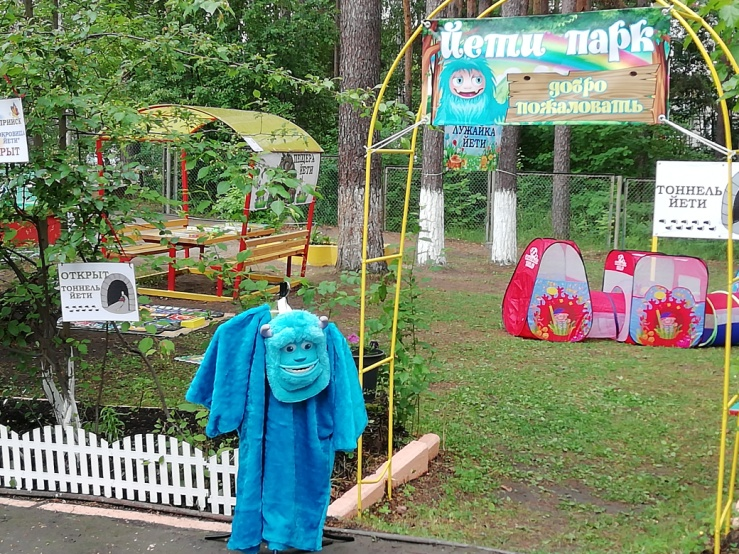 йети парк
добро
пожаловать
ЛУЖАЙКА
ЙЕТИ
ТОННЕЛЬ
ЙЕТИ
ОТКРЫТ
ТОННЕЛЬ
ЙЕТИ